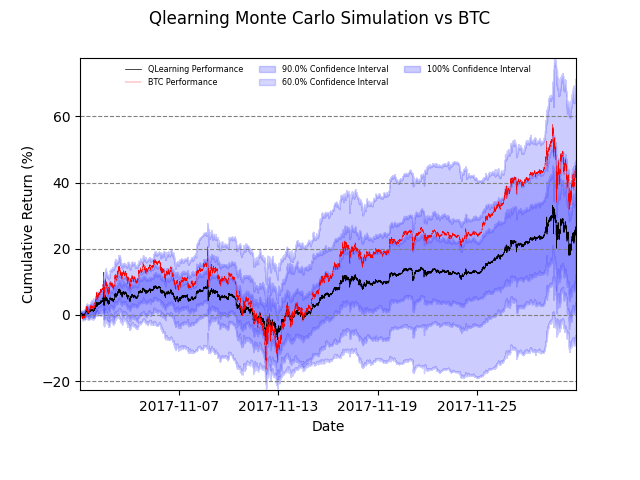 Qlearning Monte Carlo Simulation vs BTC
QLearning Performance
BTC Performance
90.0% Confidence Interval
60.0% Confidence Interval
100% Confidence Interval
Cumulative Return (%)
60
40
20
0
−20
2017-11-07 2017-11-13 2017-11-19 2017-11-25
Date